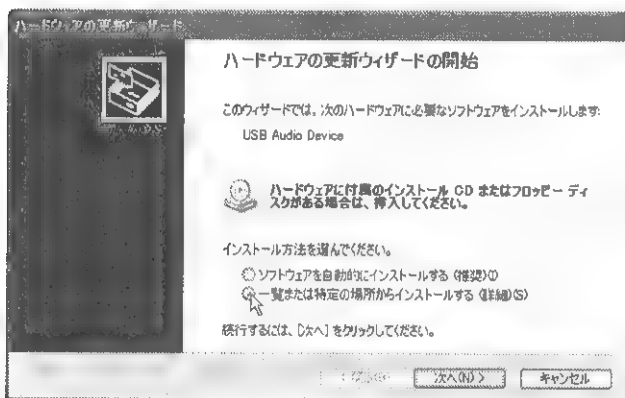 ハードウェアの更新ウィザード
ハードウェアの更新ウィザードの開始
このウィザードでは、次のハードウェアに必要なソフトウェアをインストールします:
USB Audio Device
ハードウェアに付属のインストール CD またはフロッピー ディ
スクがある場合は、挿入してください。
インストール方法を選んでください。
ソフトウェアを自動的にインストールする (推奨)(I)
一覧または特定の場所からインストールする (詳細)(S)
続行するには、[次へ] をクリックしてください。
< 戻る(B)
次へ(N) >
キャンセル